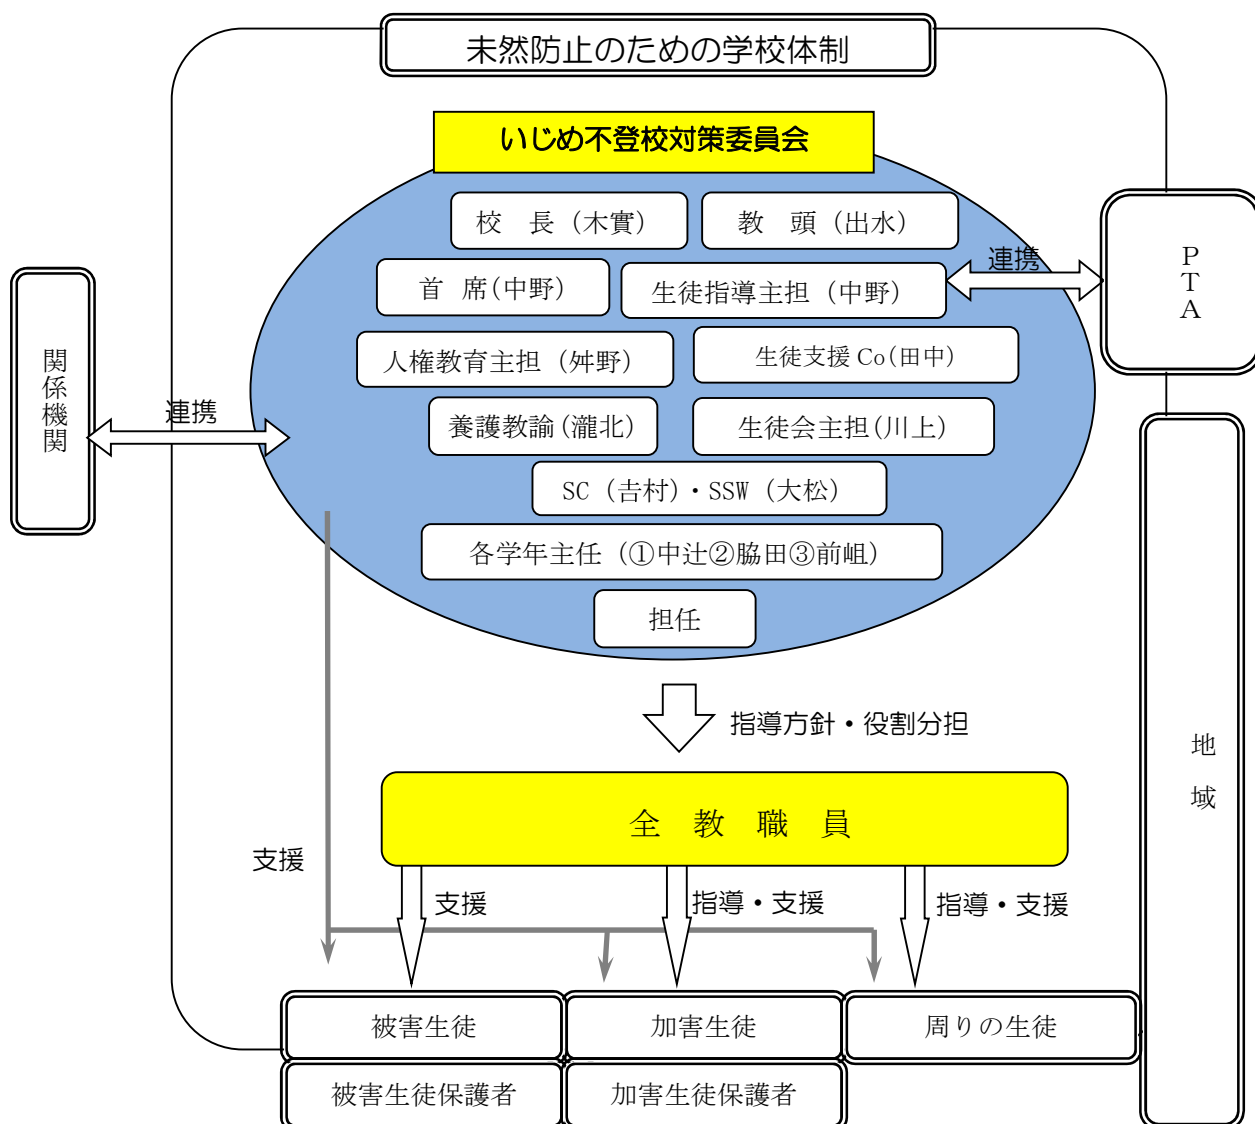 未然防止のための学校体制
いじめ不登校対策委員会
校　長（木實）
教　頭（出水）
首 席(中野)
生徒指導主担（中野）
連携
PTA
人権教育主担（舛野）
生徒支援 Co(田中)
関係機関
連携
養護教諭(瀧北)
生徒会主担(川上)
SC（吉村）・SSW（大松）
各学年主任（①中辻②脇田③前岨）
担任
指導方針・役割分担
地域
全　教　職　員
支援
支援
指導・支援
指導・支援
被害生徒
加害生徒
周りの生徒
被害生徒保護者
加害生徒保護者